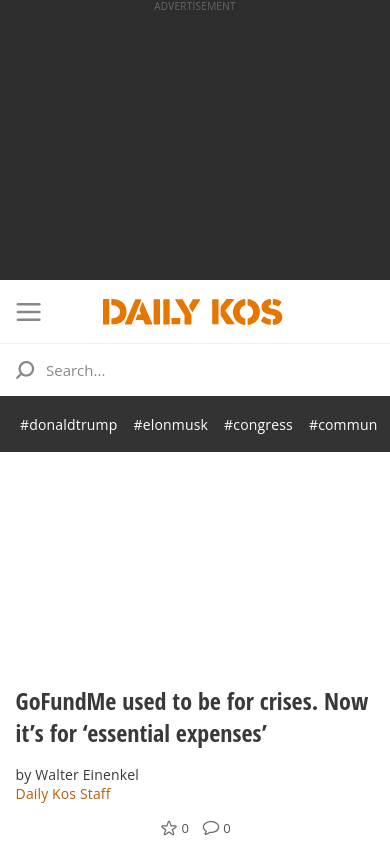 ADVERTISEMENT
DAILY KOS
Search...
#donaldtrump #elonmusk #congress #commun
GoFundMe used to be for crises. Now
it’s for ‘essential expenses’
by Walter Einenkel
Daily Kos Staff
0 0